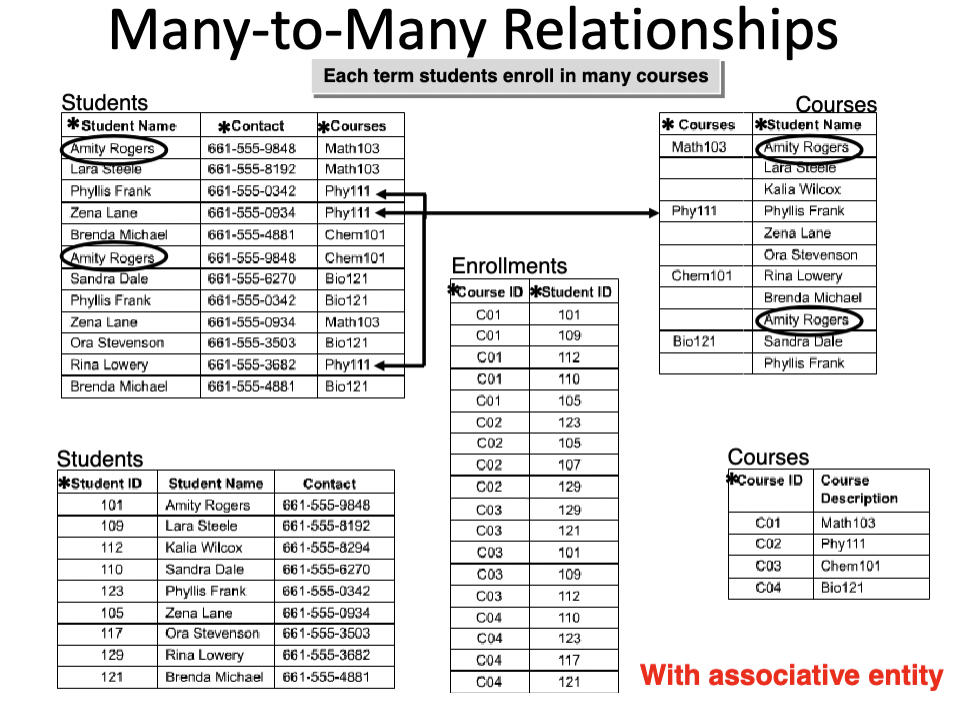 Many-to-Many Relationships
Each term students enroll in many courses
Students
*Student Name *Contact *Courses
Amity Rogers 661-555-9848 Math103
Lara Steele 661-555-8192 Math103
Phyllis Frank 661-555-0342 Phy111
Zena Lane 661-555-0934 Phy111
Brenda Michael 661-555-4881 Chem101
Amity Rogers 661-555-9848 Chem101
Sandra Dale 661-555-6270 Bio121
Phyllis Frank 661-555-0342 Bio121
Zena Lane 661-555-0934 Math103
Ora Stevenson 661-555-3503 Bio121
Rina Lowery 661-555-3682 Phy111
Brenda Michael 661-555-4881 Bio121
Courses
* Courses *Student Name
Math103 Amity Rogers
Lara Steele
Kalia Wilcox
Phy111 Phyllis Frank
Zena Lane
Ora Stevenson
Chem101 Rina Lowery
Brenda Michael
Amity Rogers
Bio121 Sandra Dale
Phyllis Frank
Enrollments
*Course ID *Student ID
C01 101
C01 109
C01 112
C01 110
C01 105
C02 123
C02 105
C02 107
C02 129
C03 129
C03 121
C03 101
C03 109
C03 112
C04 110
C04 123
C04 117
C04 121
Students
*Student ID Student Name Contact
101 Amity Rogers 661-555-9848
109 Lara Steele 661-555-8192
112 Kalia Wilcox 661-555-8294
110 Sandra Dale 661-555-6270
123 Phyllis Frank 661-555-0342
105 Zena Lane 661-555-0934
117 Ora Stevenson 661-555-3503
129 Rina Lowery 661-555-3682
121 Brenda Michael 661-555-4881
Courses
*Course ID Course
Description
C01 Math103
C02 Phy111
C03 Chem101
C04 Bio121
With associative entity